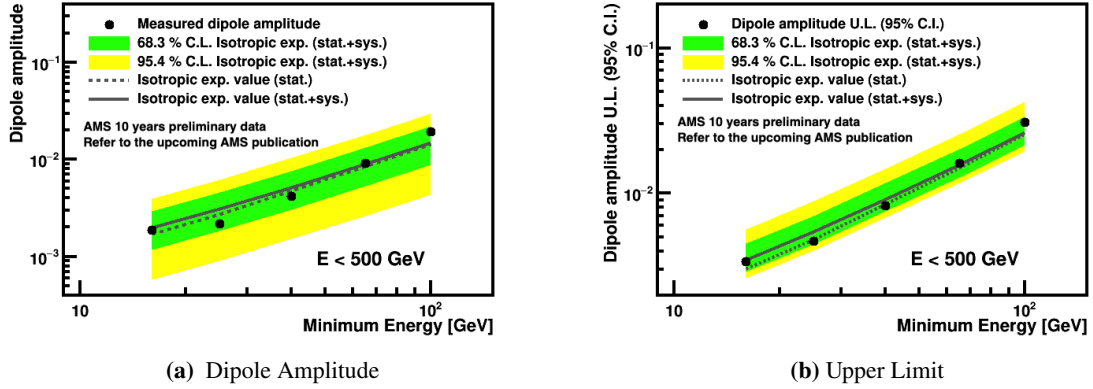 Dipole amplitude
10⁻¹
10⁻²
10⁻³
Measured dipole amplitude
68.3 % C.L. Isotropic exp. (stat.+sys.)
95.4 % C.L. Isotropic exp. (stat+sys.)
Isotropic exp. value (stat.)
Isotropic exp. value (stat.+sys.)
AMS 10 years preliminary data
Refer to the upcoming AMS publication
E < 500 GeV
10
10²
Minimum Energy [GeV]
(a) Dipole Amplitude
Dipole amplitude U.L. (95% C.I.)
10⁻¹
10⁻²
Dipole amplitude U.L. (95% C.I.)
68.3 % C.L. Isotropic exp. (stat+sys.)
95.4 % C.L. Isotropic exp. (stat+sys.)
Isotropic exp. value (stat.)
Isotropic exp. value (stat+sys.)
AMS 10 years preliminary data
Refer to the upcoming AMS publication
E < 500 GeV
10
10²
Minimum Energy [GeV]
(b) Upper Limit